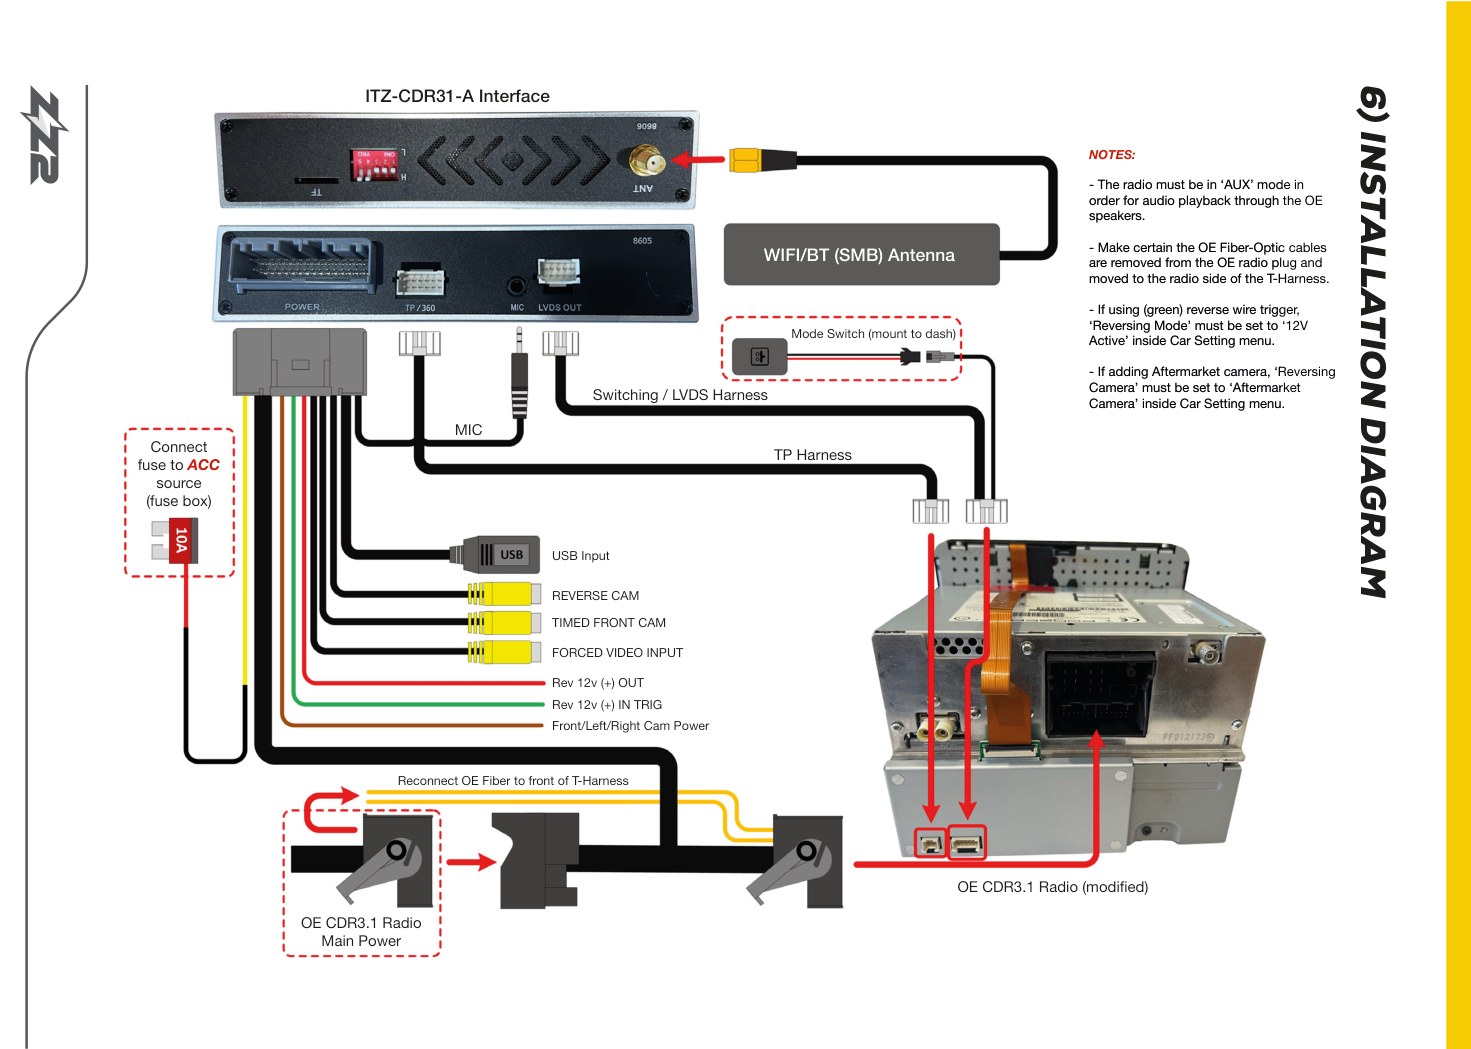 6) INSTALLATION DIAGRAM
ZZ2
ITZ-CDR31-A Interface
8606
ANT
TF
L
H
8605
POWER
TP/360
MIC
LVDS OUT
WIFI/BT (SMB) Antenna
Mode Switch (mount to dash)
Switching / LVDS Harness
MIC
TP Harness
NOTES:
- The radio must be in ‘AUX’ mode in
order for audio playback through the OE
speakers.
- Make certain the OE Fiber-Optic cables
are removed from the OE radio plug and
moved to the radio side of the T-Harness.
- If using (green) reverse wire trigger,
‘Reversing Mode’ must be set to ‘12V
Active’ inside Car Setting menu.
- If adding Aftermarket camera, ‘Reversing
Camera’ must be set to ‘Aftermarket
Camera’ inside Car Setting menu.
Connect
fuse to ACC
source
(fuse box)
10A
USB
USB Input
REVERSE CAM
TIMED FRONT CAM
FORCED VIDEO INPUT
Rev 12v (+) OUT
Rev 12v (+) IN TRIG
Front/Left/Right Cam Power
Reconnect OE Fiber to front of T-Harness
OE CDR3.1 Radio
Main Power
OE CDR3.1 Radio (modified)